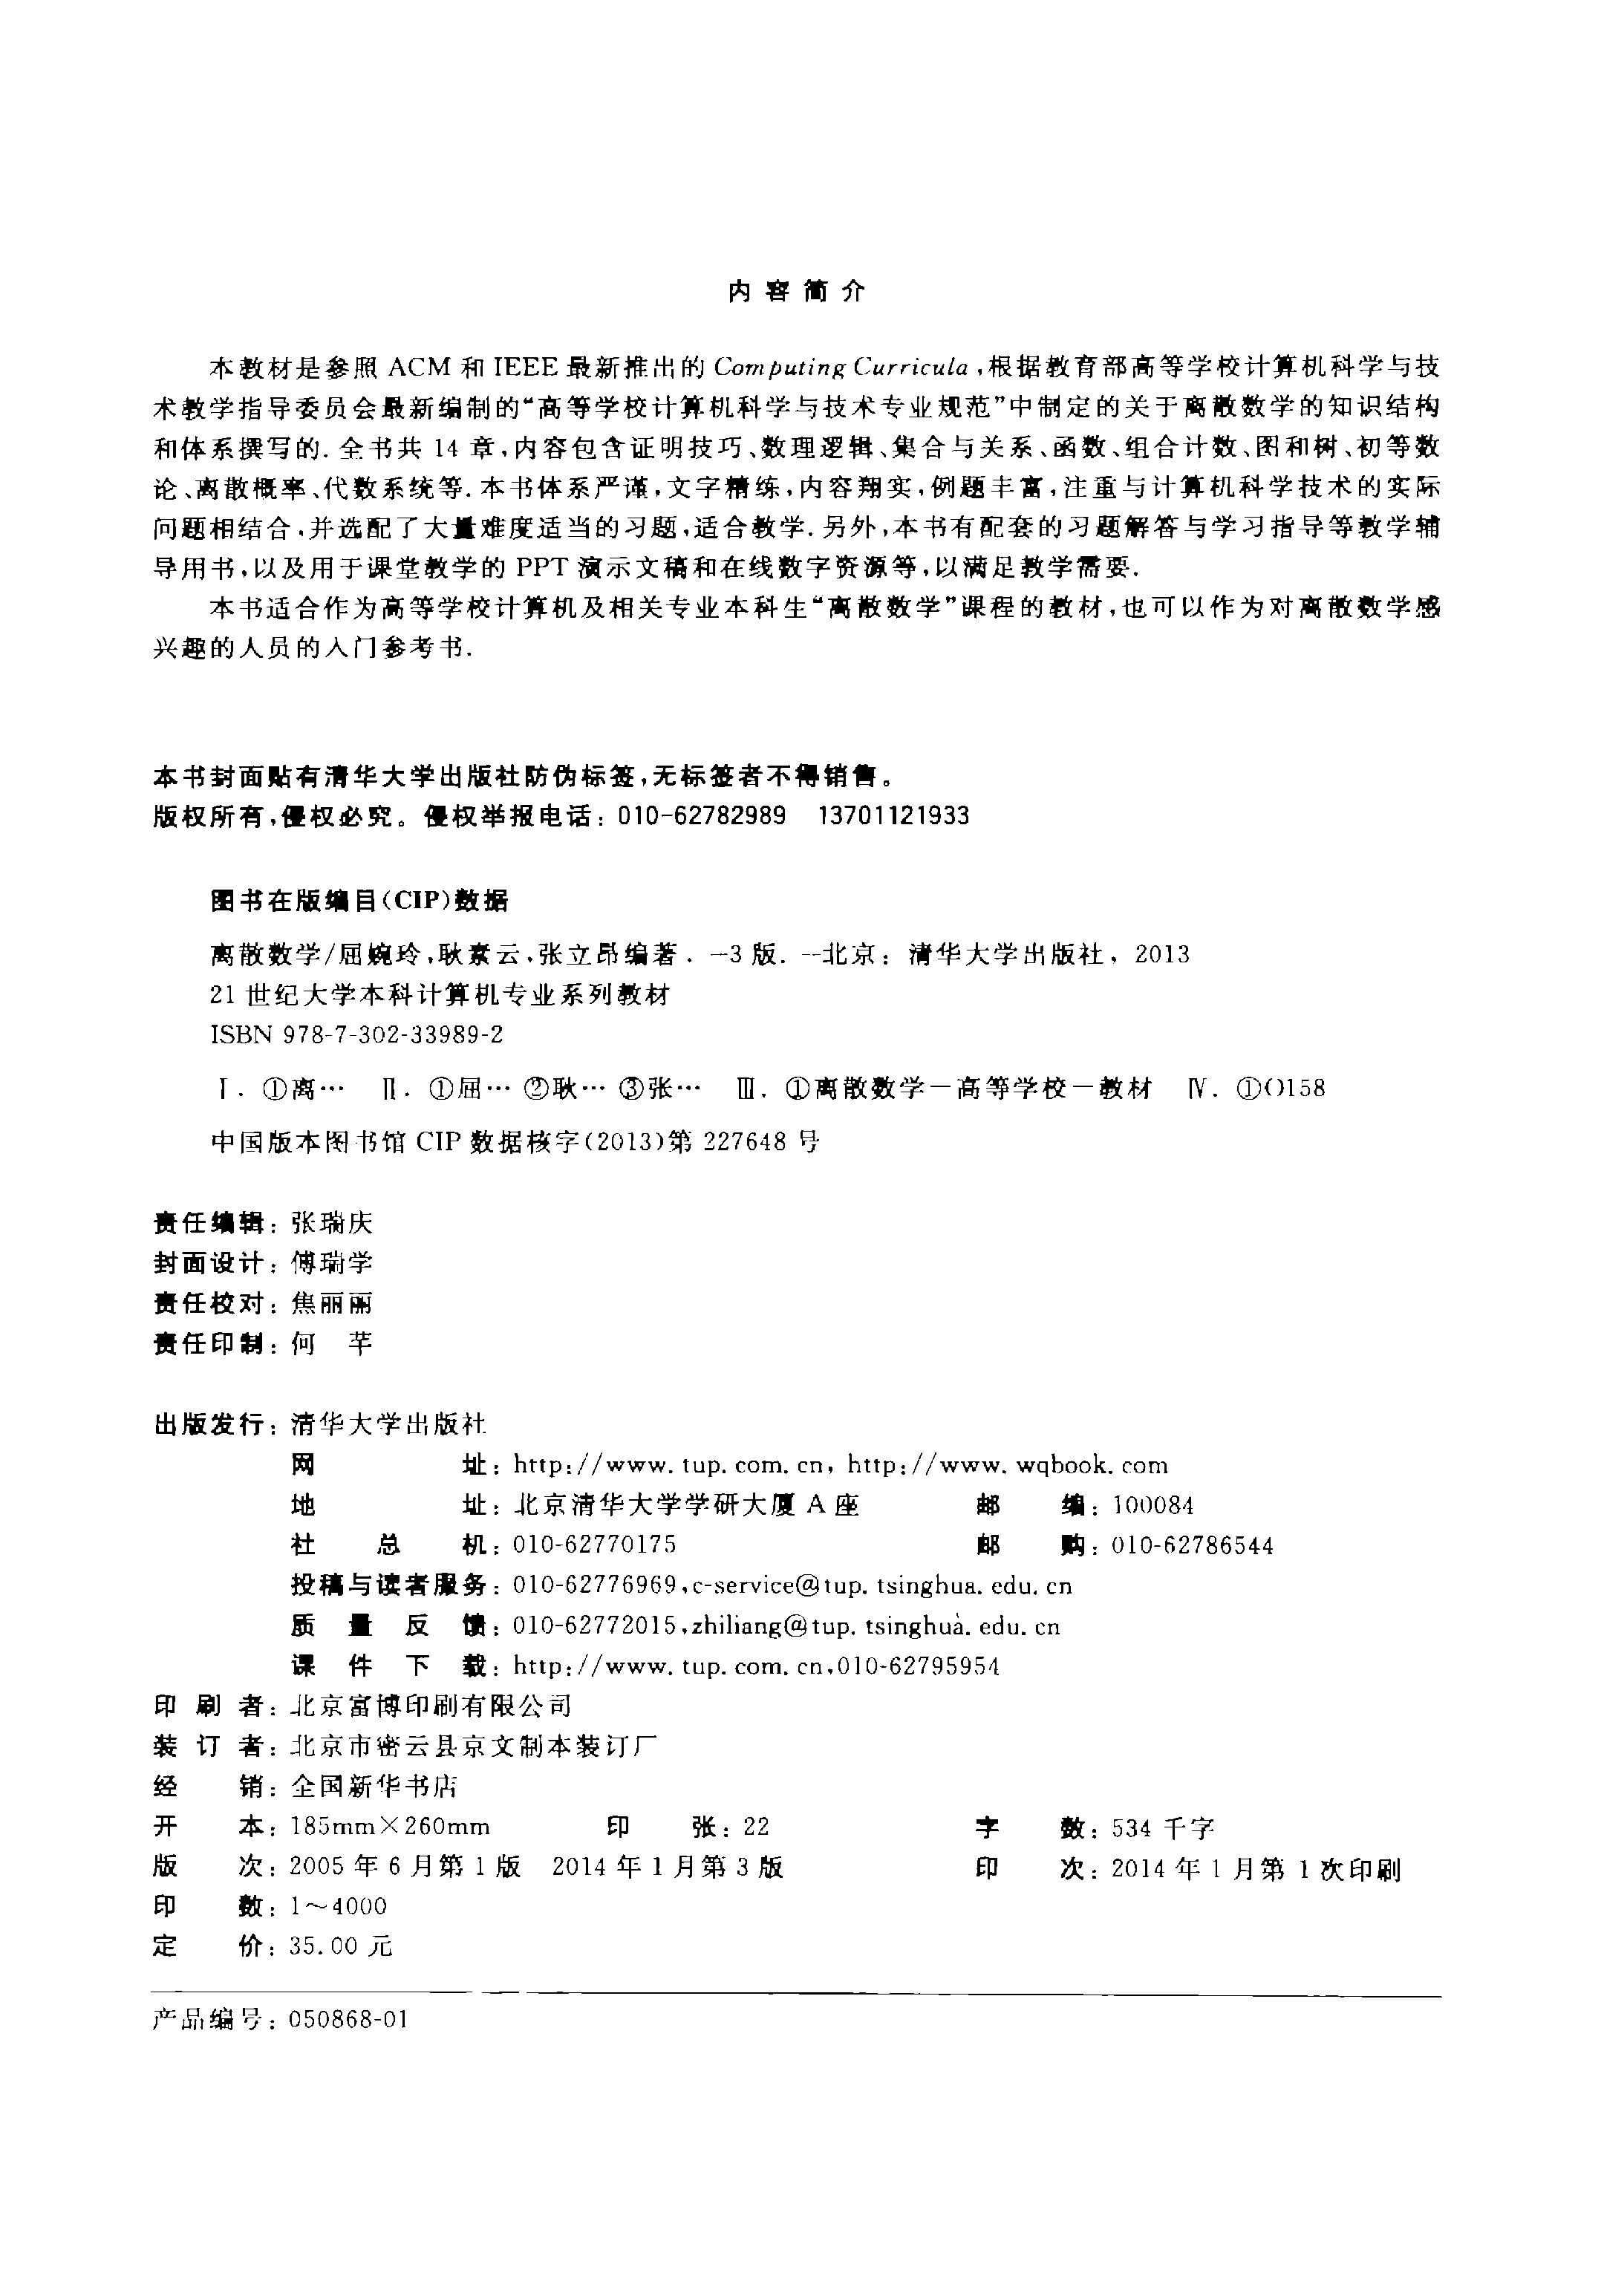 内容简介
本教材是参照 ACM 和 IEEE 最新推出的 Computing Curricula,根据教育部高等学校计算机科学与技
术教学指导委员会最新编制的“高等学校计算机科学与技术专业规范”中制定的关于离散数学的知识结构
和体系撰写的. 全书共 14 章,内容包含证明技巧、数理逻辑、集合与关系、函数、组合计数、图和树、初等数
论、离散概率、代数系统等. 本书体系严谨,文字精练,内容翔实,例题丰富,注重与计算机科学技术的实际
问题相结合,并选配了大量难度适当的习题,适合教学. 另外,本书有配套的习题解答与学习指导等教学辅
导用书,以及用于课堂教学的 PPT 演示文稿和在线数字资源等,以满足教学需要.
本书适合作为高等学校计算机及相关专业本科生“离散数学”课程的教材,也可以作为对离散数学感
兴趣的人员的入门参考书.
本书封面贴有清华大学出版社防伪标签,无标签者不得销售。
版权所有,侵权必究。侵权举报电话: 010-62782989 13701121933
图书在版编目(CIP)数据
离散数学/屈婉玲,耿素云,张立昂编著. —3 版. --北京: 清华大学出版社, 2013
21 世纪大学本科计算机专业系列教材
ISBN 978-7-302-33989-2
Ⅰ. ①离… Ⅱ. ①屈… ②耿… ③张… Ⅲ. ①离散数学—高等学校—教材 Ⅳ. ①O158
中国版本图书馆 CIP 数据核字(2013)第 227648 号
责任编辑: 张瑞庆
封面设计: 傅瑞学
责任校对: 焦丽丽
责任印制: 何 芊
出版发行: 清华大学出版社
网 址: http://www.tup.com.cn, http://www.wqbook.com
地 址: 北京清华大学学研大厦 A 座 邮 编: 100084
社 总 机: 010-62770175 邮 购: 010-62786544
投稿与读者服务: 010-62776969,c-service@tup.tsinghua.edu.cn
质 量 反 馈: 010-62772015,zhiliang@tup.tsinghua.edu.cn
课 件 下 载: http://www.tup.com.cn,010-62795954
印 刷 者: 北京富博印刷有限公司
装 订 者: 北京市密云县京文制本装订厂
经 销: 全国新华书店
开 本: 185mm×260mm 印 张: 22 字 数: 534 千字
版 次: 2005 年 6 月第 1 版 2014 年 1 月第 3 版 印 次: 2014 年 1 月第 1 次印刷
印 数: 1～4000
定 价: 35.00 元
产品编号: 050868-01